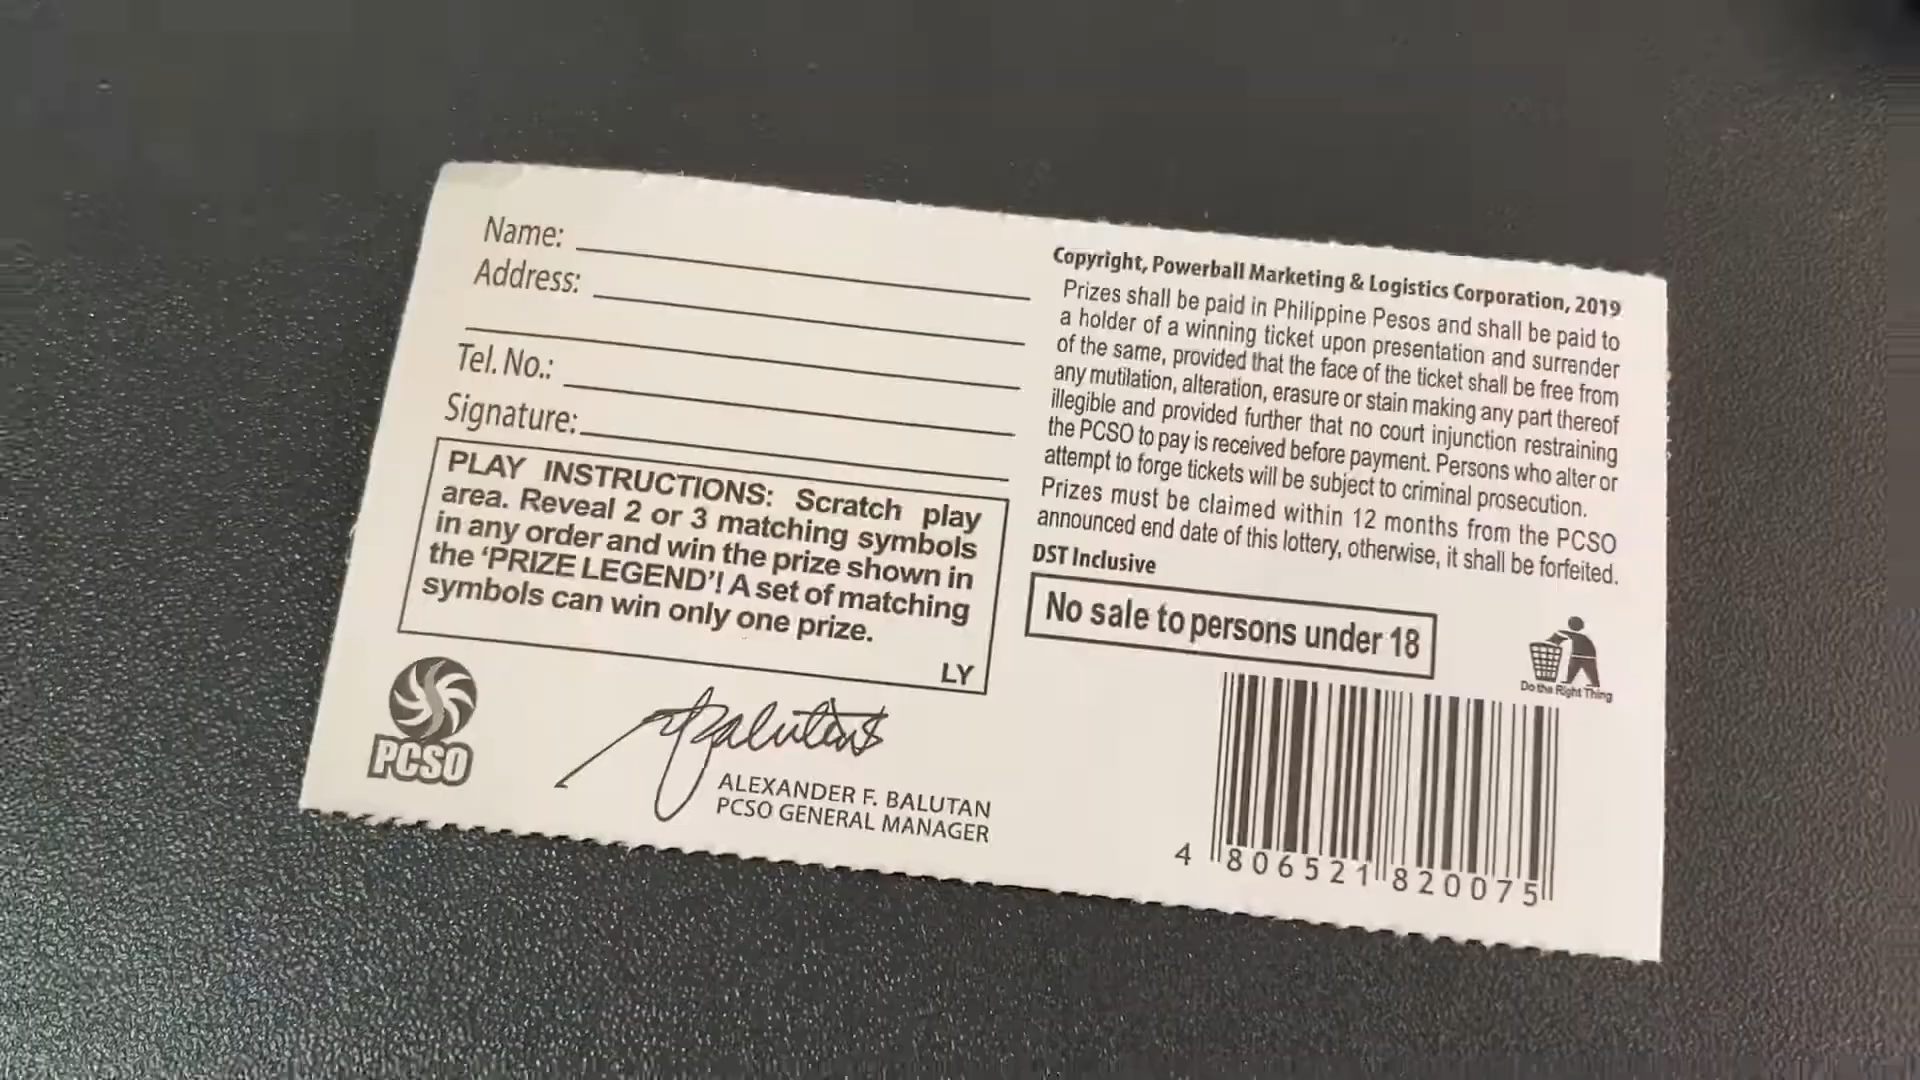 Name:
Address:
Tel. No.:
Signature:
PLAY INSTRUCTIONS: Scratch play
area. Reveal 2 or 3 matching symbols
in any order and win the prize shown in
the ‘PRIZE LEGEND’! A set of matching
symbols can win only one prize.
LY
PCSO
Balutan
ALEXANDER F. BALUTAN
PCSO GENERAL MANAGER
Copyright, Powerball Marketing & Logistics Corporation, 2019
Prizes shall be paid in Philippine Pesos and shall be paid to
a holder of a winning ticket upon presentation and surrender
of the same, provided that the face of the ticket shall be free from
any mutilation, alteration, erasure or stain making any part thereof
illegible and provided further that no court injunction restraining
the PCSO to pay is received before payment. Persons who alter or
attempt to forge tickets will be subject to criminal prosecution.
Prizes must be claimed within 12 months from the PCSO
announced end date of this lottery, otherwise, it shall be forfeited.
DST Inclusive
No sale to persons under 18
Do the Right Thing
4 806521 820075